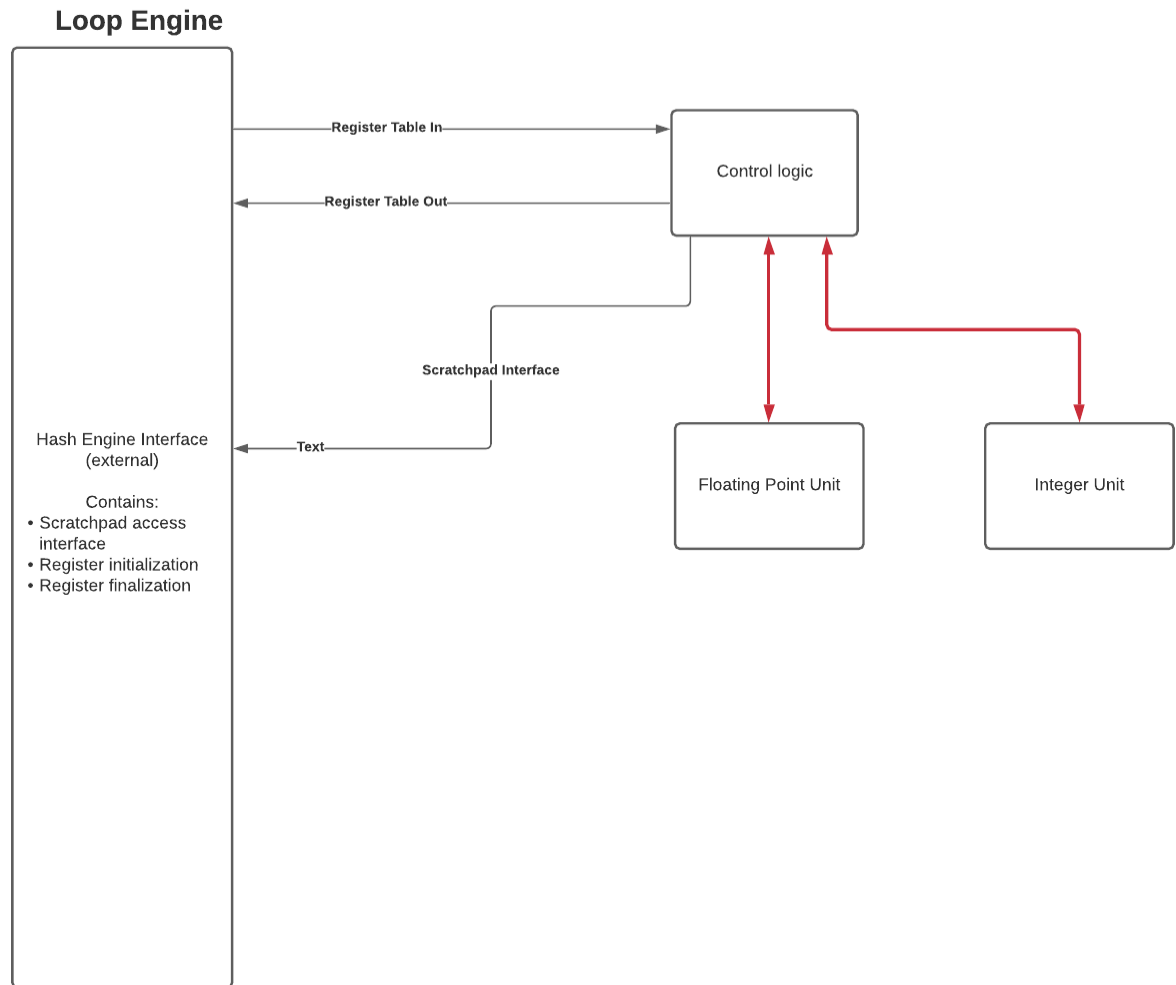 Loop Engine
Register Table In
Control logic
Register Table Out
Scratchpad Interface
Text
Hash Engine Interface
(external)
Contains:
• Scratchpad access
interface
• Register initialization
• Register finalization
Floating Point Unit
Integer Unit